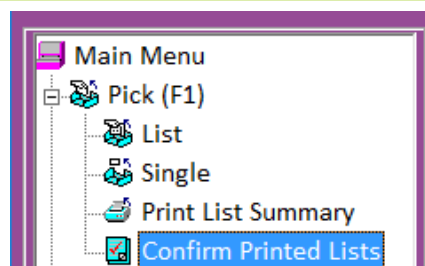 Main Menu
Pick (F1)
List
Single
Print List Summary
Confirm Printed Lists